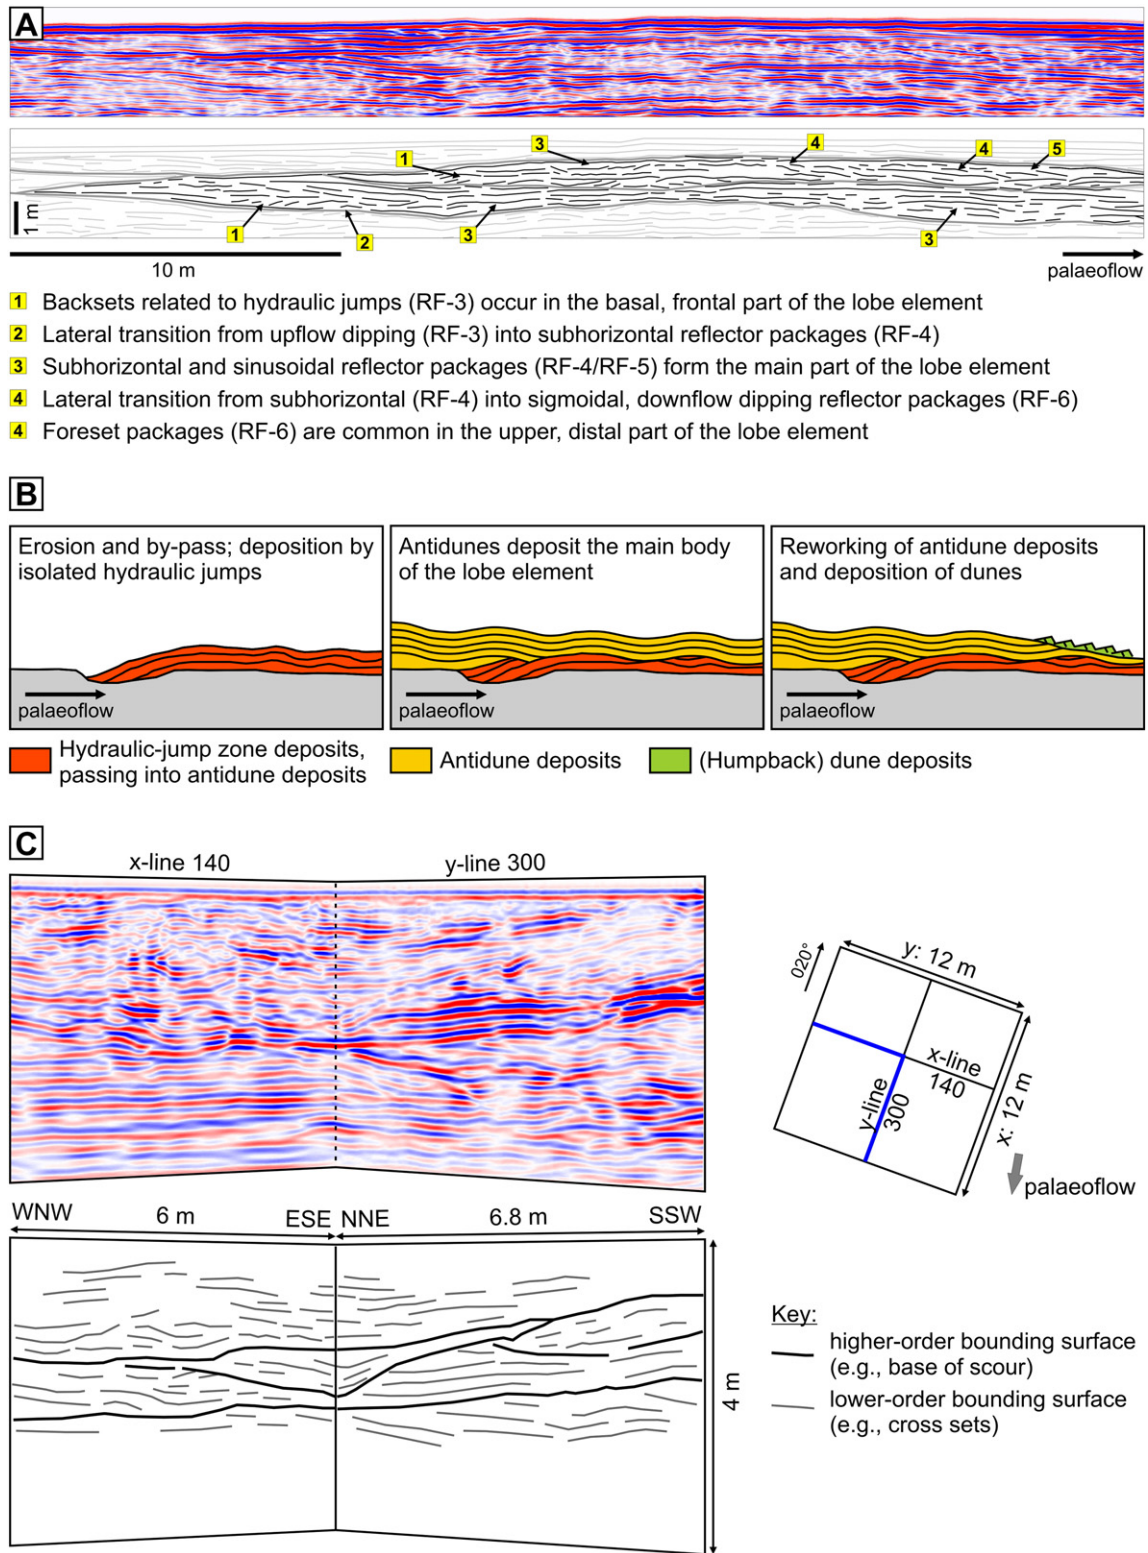 A
1
3
4
4
5
1
2
3
3
1 m
10 m
palaeoflow
1 Backsets related to hydraulic jumps (RF-3) occur in the basal, frontal part of the lobe element
2 Lateral transition from upflow dipping (RF-3) into subhorizontal reflector packages (RF-4)
3 Subhorizontal and sinusoidal reflector packages (RF-4/RF-5) form the main part of the lobe element
4 Lateral transition from subhorizontal (RF-4) into sigmoidal, downflow dipping reflector packages (RF-6)
4 Foreset packages (RF-6) are common in the upper, distal part of the lobe element
B
Erosion and by-pass; deposition by
isolated hydraulic jumps
palaeoflow
Antidunes deposit the main body
of the lobe element
palaeoflow
Reworking of antidune deposits
and deposition of dunes
palaeoflow
Hydraulic-jump zone deposits,
passing into antidune deposits
Antidune deposits
(Humpback) dune deposits
C
x-line 140
y-line 300
020°
y: 12 m
x-line
140
y-line
300
x: 12 m
palaeoflow
WNW
6 m
ESE
NNE
6.8 m
SSW
4 m
Key:
higher-order bounding surface
(e.g., base of scour)
lower-order bounding surface
(e.g., cross sets)